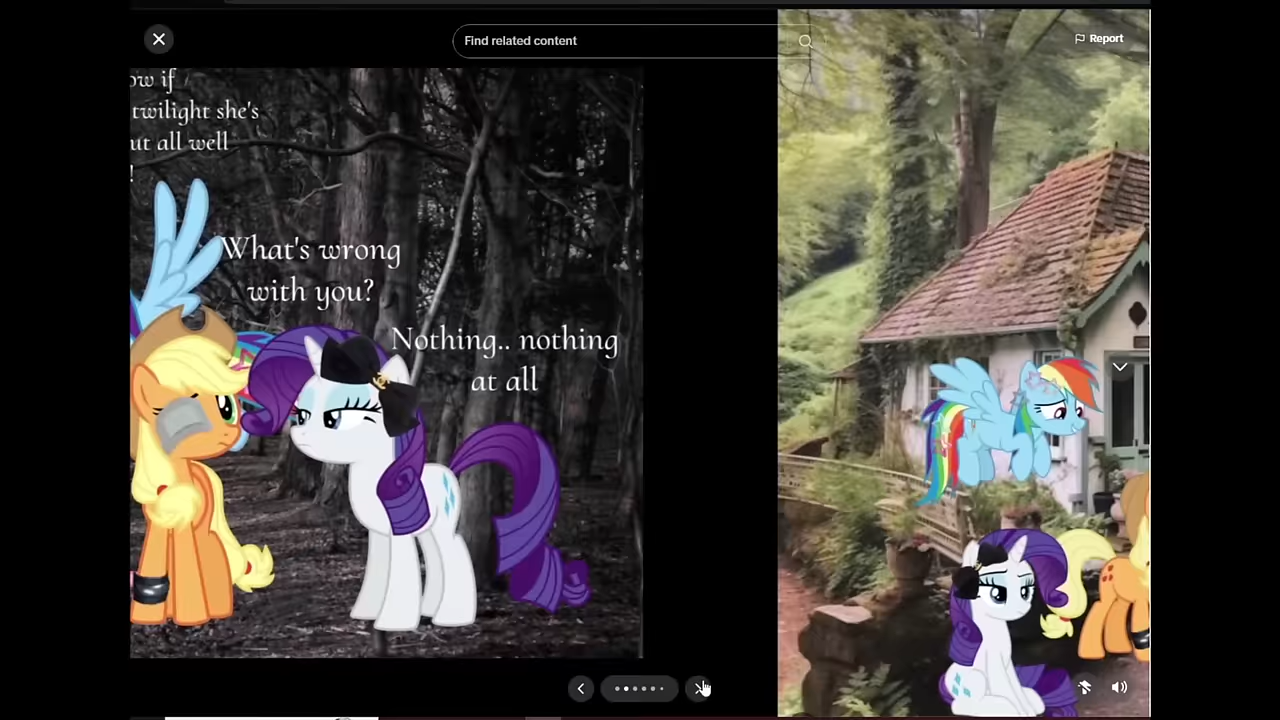 Find related content
Report
ow if
twilight she's
ut all well
!
What's wrong
with you?
Nothing.. nothing
at all